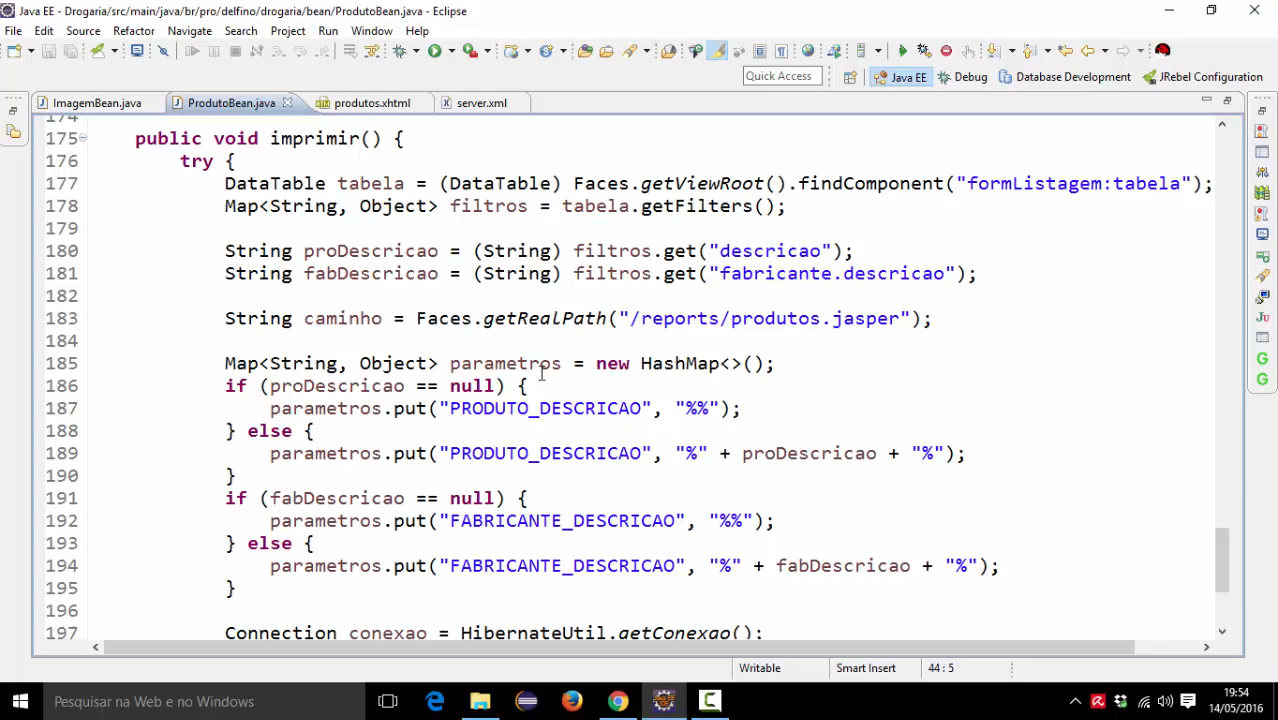 Java EE - Drogaria/src/main/java/br/pro/delfino/drogaria/bean/ProdutoBean.java - Eclipse
File Edit Source Refactor Navigate Search Project Run Window Help
Quick Access Java EE Debug Database Development JRebel Configuration
ImagemBean.java ProdutoBean.java produtos.xhtml server.xml
174
175 public void imprimir() {
176 try {
177 DataTable tabela = (DataTable) Faces.getViewRoot().findComponent("formListagem:tabela");
178 Map<String, Object> filtros = tabela.getFilters();
179
180 String proDescricao = (String) filtros.get("descricao");
181 String fabDescricao = (String) filtros.get("fabricante.descricao");
182
183 String caminho = Faces.getRealPath("/reports/produtos.jasper");
184
185 Map<String, Object> parametros = new HashMap<>();
186 if (proDescricao == null) {
187 parametros.put("PRODUTO_DESCRICAO", "%%");
188 } else {
189 parametros.put("PRODUTO_DESCRICAO", "%" + proDescricao + "%");
190 }
191 if (fabDescricao == null) {
192 parametros.put("FABRICANTE_DESCRICAO", "%%");
193 } else {
194 parametros.put("FABRICANTE_DESCRICAO", "%" + fabDescricao + "%");
195 }
196
197 Connection conexao = HibernateUtil.getConexao();
Writable Smart Insert 44 : 5
Pesquisar na Web e no Windows
19:54
14/05/2016